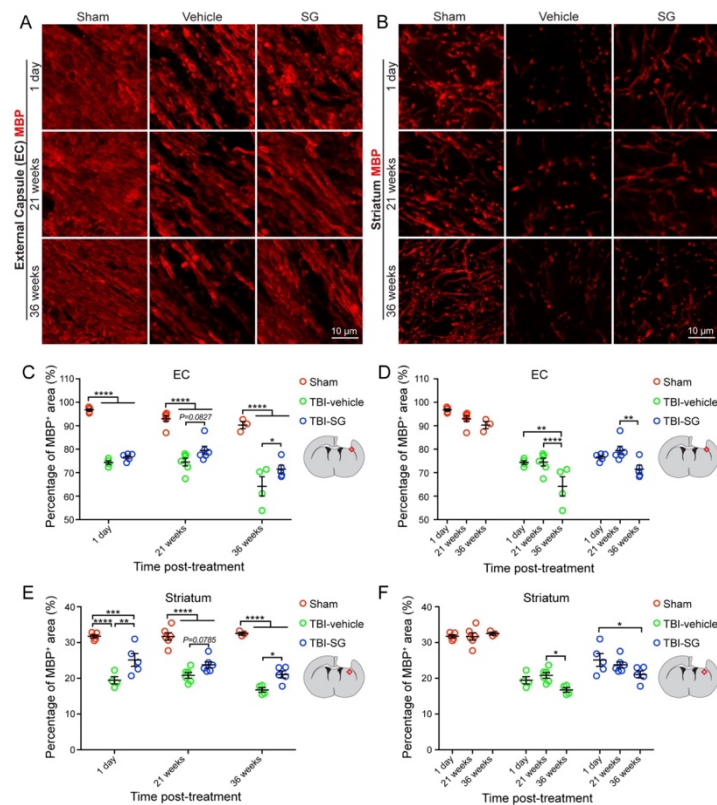 A
Sham
Vehicle
SG
External Capsule (EC) MBP
1 day
21 weeks
36 weeks
10 µm
B
Sham
Vehicle
SG
Striatum MBP
1 day
21 weeks
36 weeks
10 µm
C
EC
Percentage of MBP⁺ area (%)
110
100
90
80
70
60
50
****
****
P=0.0827
****
*
Sham
TBI-vehicle
TBI-SG
1 day
21 weeks
36 weeks
Time post-treatment
D
EC
Percentage of MBP⁺ area (%)
110
100
90
80
70
60
50
**
****
**
Sham
TBI-vehicle
TBI-SG
1 day
21 weeks
36 weeks
1 day
21 weeks
36 weeks
1 day
21 weeks
36 weeks
Time post-treatment
E
Striatum
Percentage of MBP⁺ area (%)
40
30
20
10
0
***
**** **
****
P=0.0785
****
*
Sham
TBI-vehicle
TBI-SG
1 day
21 weeks
36 weeks
Time post-treatment
F
Striatum
Percentage of MBP⁺ area (%)
40
30
20
10
0
*
*
Sham
TBI-vehicle
TBI-SG
1 day
21 weeks
36 weeks
1 day
21 weeks
36 weeks
1 day
21 weeks
36 weeks
Time post-treatment